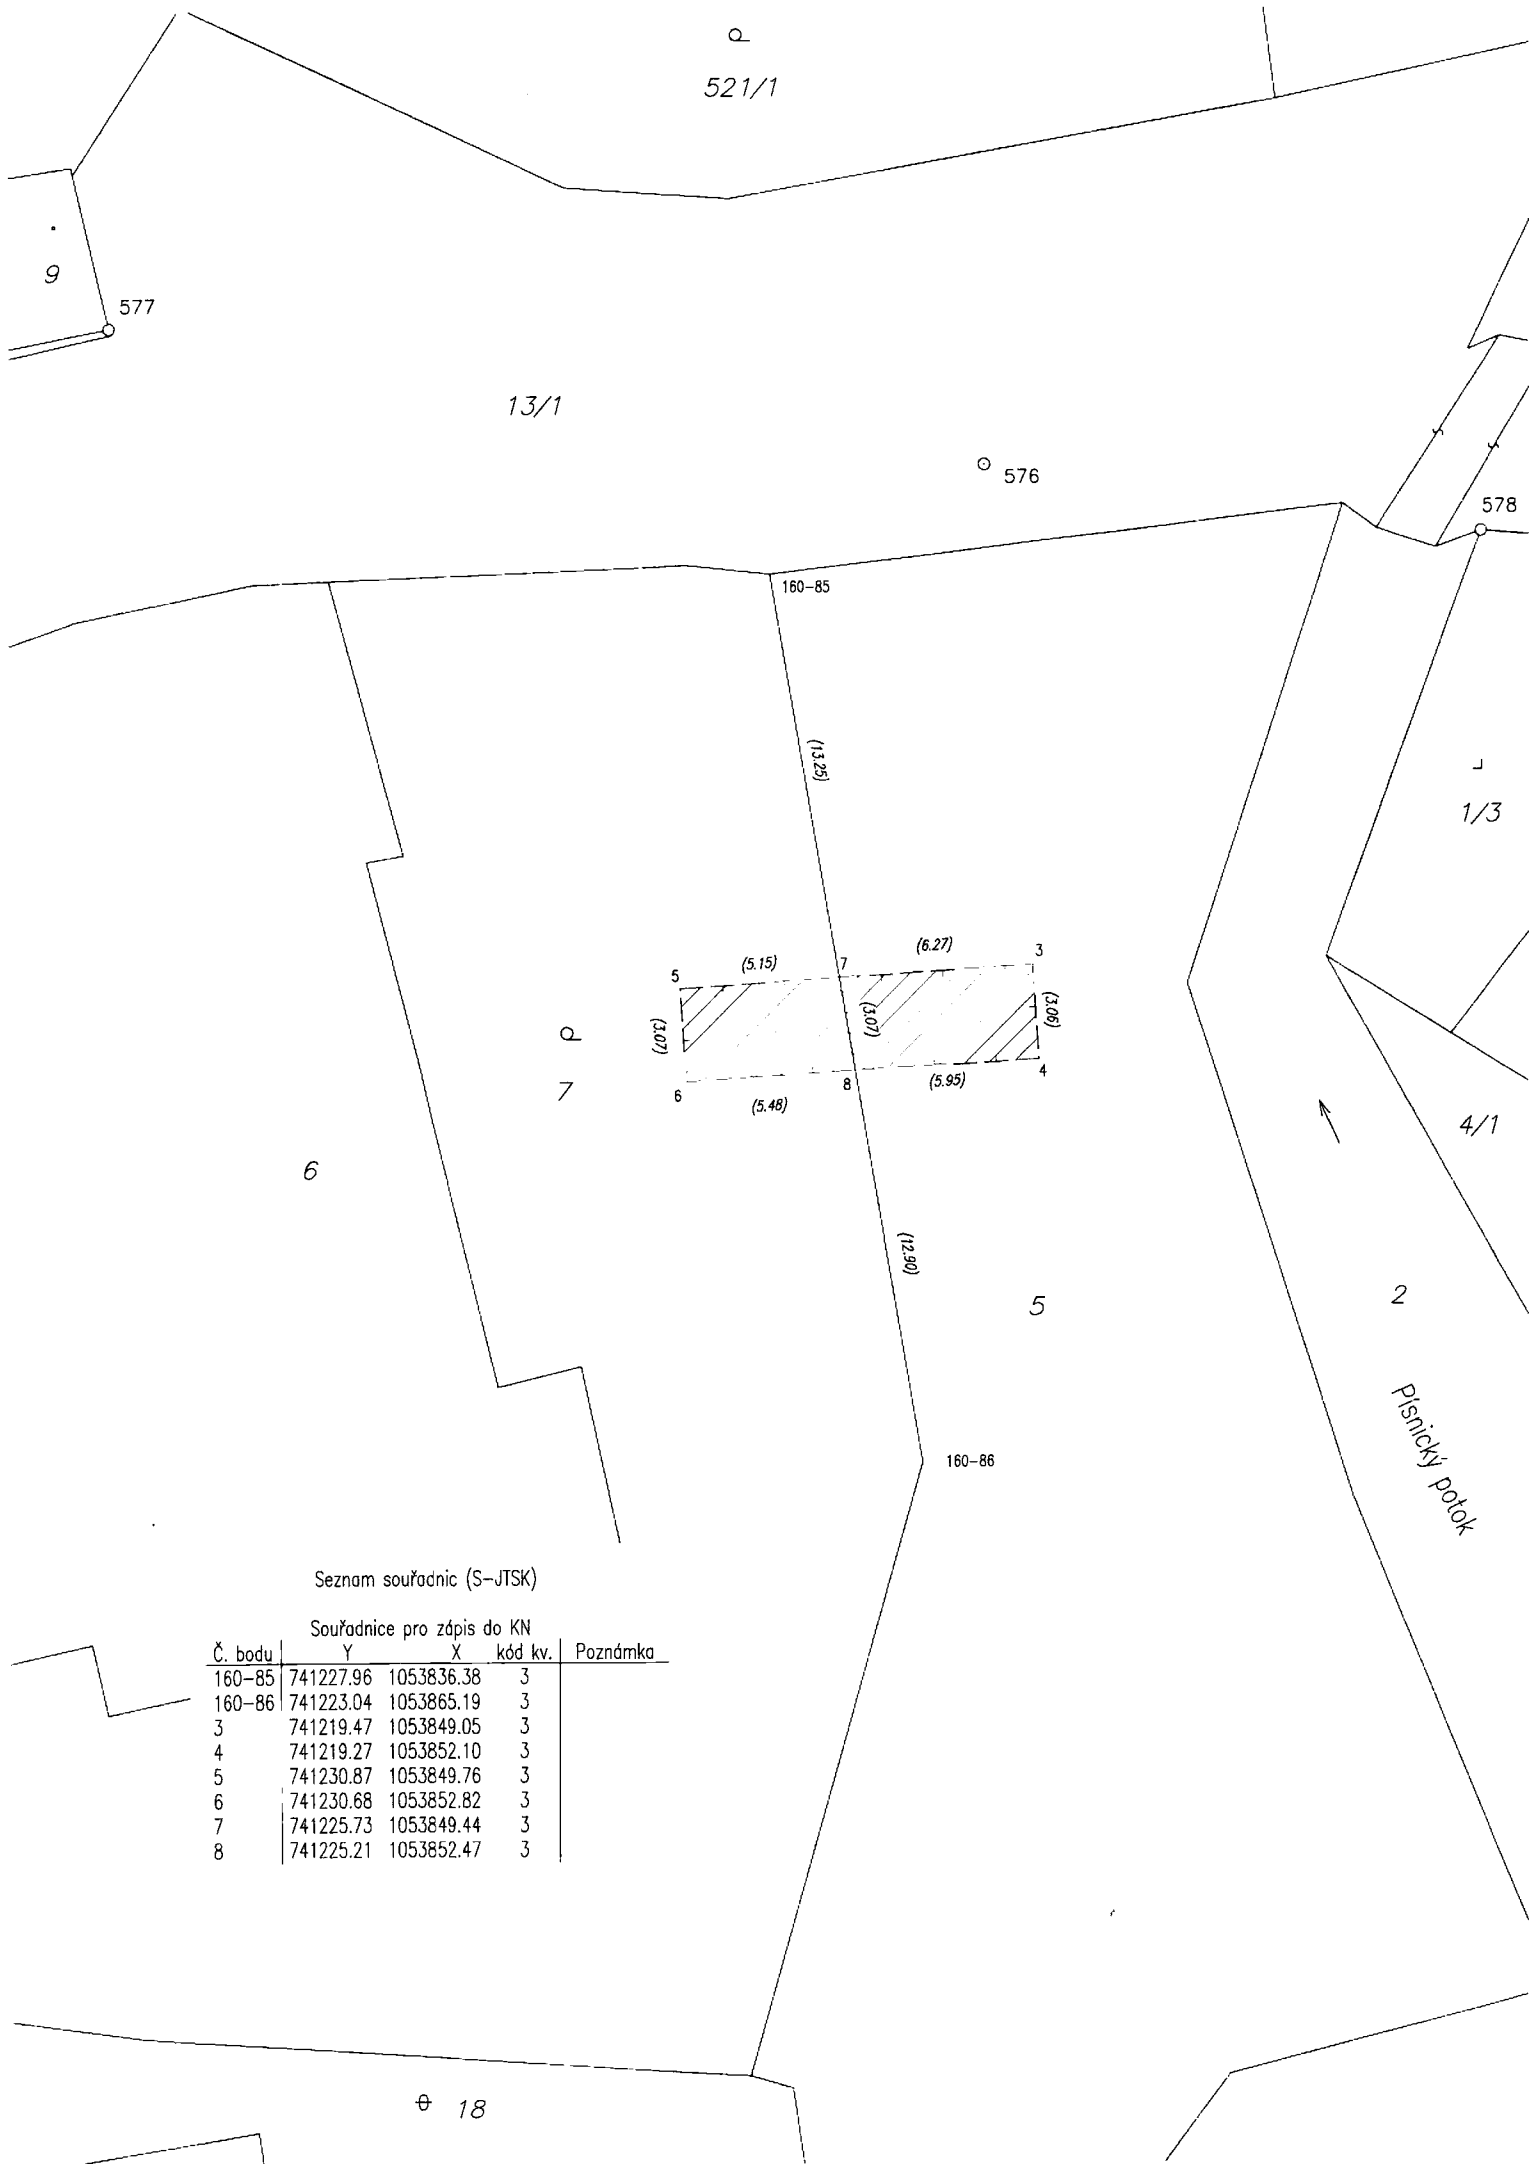 521/1
9
577
13/1
576
578
160-85
(13.25)
1/3
(6.27)
3
(5.15)
7
5
(3.07)
(3.07)
(3.06)
7
6
(5.48)
8
(5.95)
4
4/1
6
(12.90)
5
2
Písnický potok
160-86
Seznam souřadnic (S-JTSK)
Souřadnice pro zápis do KN
Č. bodu Y X kód kv. Poznámka
160-85 741227.96 1053836.38 3
160-86 741223.04 1053865.19 3
3 741219.47 1053849.05 3
4 741219.27 1053852.10 3
5 741230.87 1053849.76 3
6 741230.68 1053852.82 3
7 741225.73 1053849.44 3
8 741225.21 1053852.47 3
18